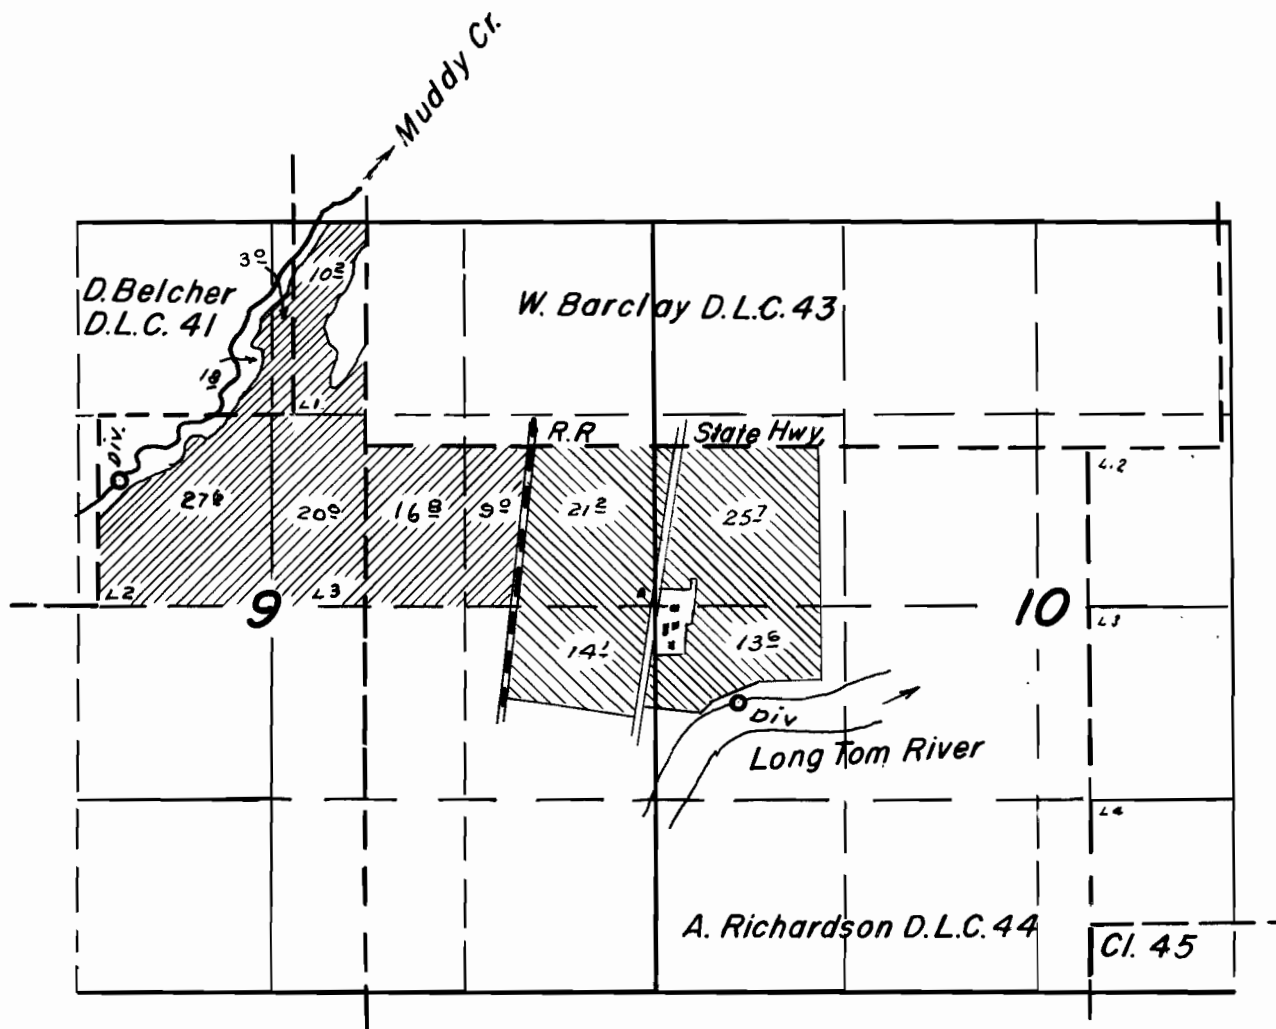 Muddy Cr.
3 0
10 2
D. Belcher
D.L.C. 41
W. Barclay D.L.C. 43
1 8
L1
Div.
R.R
State Hwy.
L.2
27
20 0
16 8
9 0
21 2
25 7
L2
L3
9
10
L3
14 1
13 6
Div
Long Tom River
L4
A. Richardson D.L.C. 44
Cl. 45